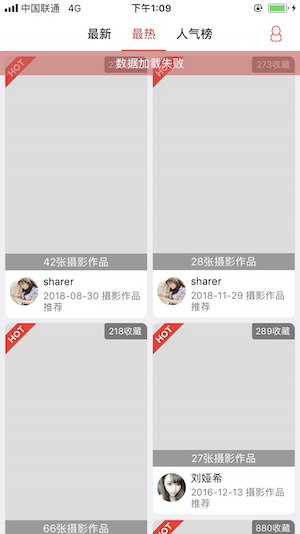 中国联通 4G 下午1:09
最新 最热 人气榜
数据加载失败
HOT
HOT 273收藏
42张摄影作品
28张摄影作品
sharer
2018-08-30 摄影作品
推荐
sharer
2018-11-29 摄影作品
推荐
HOT 218收藏
HOT 289收藏
27张摄影作品
刘娅希
2016-12-13 摄影作品
推荐
66张摄影作品
HOT 880收藏